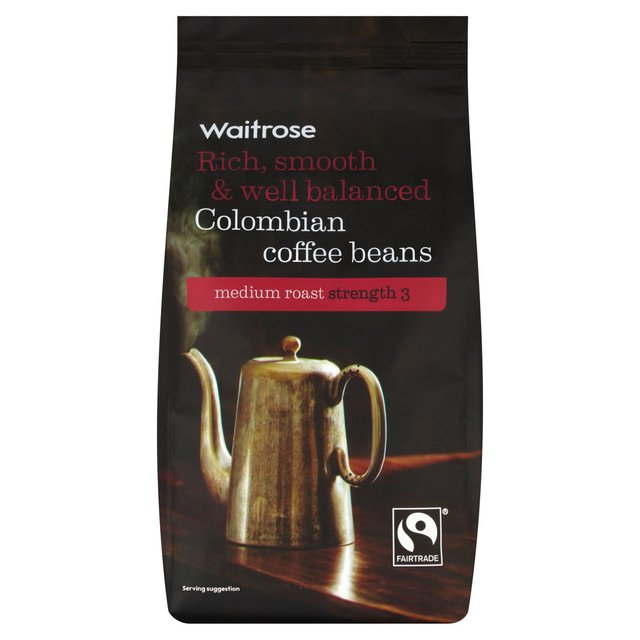 Waitrose
Rich, smooth
& well balanced
Colombian
coffee beans
medium roast strength 3
®
FAIRTRADE
Serving suggestion